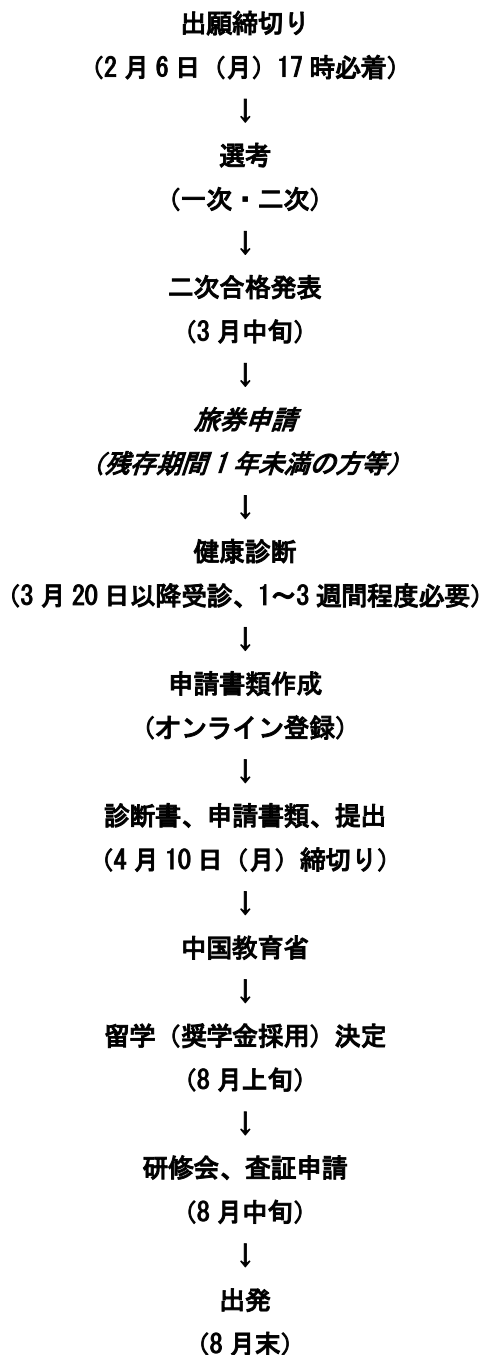 出願締切り
（2月6日（月）17時必着）
↓
選考
（一次・二次）
↓
二次合格発表
（3月中旬）
↓
旅券申請
（残存期間1年未満の方等）
↓
健康診断
（3月20日以降受診、1～3週間程度必要）
↓
申請書類作成
（オンライン登録）
↓
診断書、申請書類、提出
（4月10日（月）締切り）
↓
中国教育省
↓
留学（奨学金採用）決定
（8月上旬）
↓
研修会、査証申請
（8月中旬）
↓
出発
（8月末）